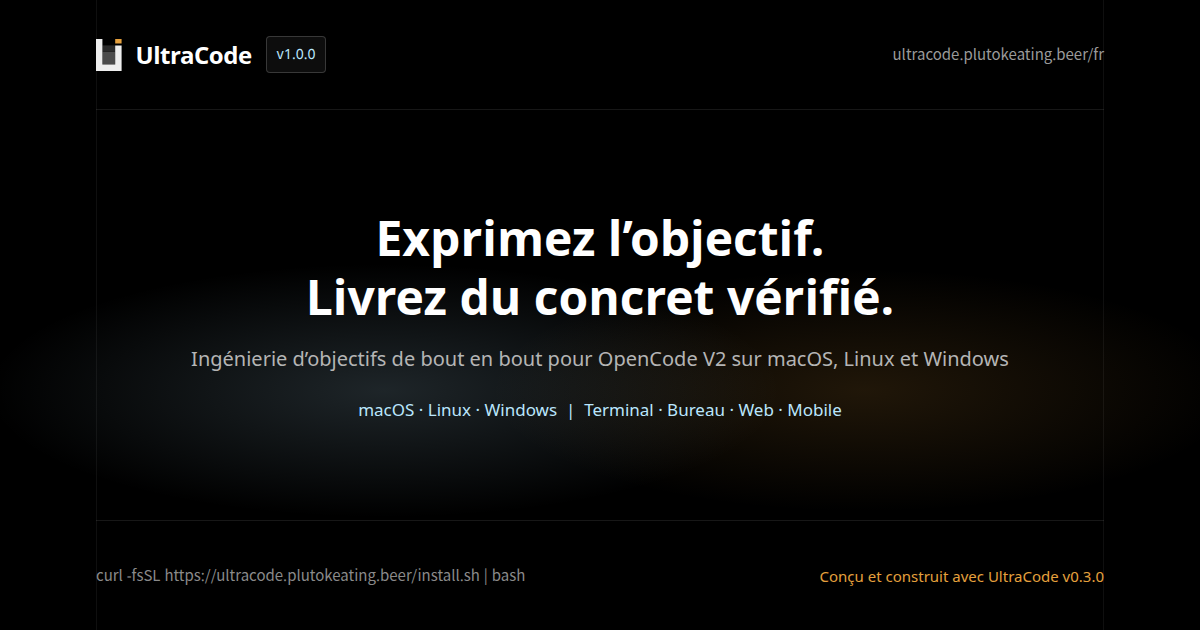 UltraCode v1.0.0
ultracode.plutokeating.beer/fr
Exprimez l’objectif.
Livrez du concret vérifié.
Ingénierie d’objectifs de bout en bout pour OpenCode V2 sur macOS, Linux et Windows
macOS · Linux · Windows | Terminal · Bureau · Web · Mobile
curl -fsSL https://ultracode.plutokeating.beer/install.sh | bash
Conçu et construit avec UltraCode v0.3.0